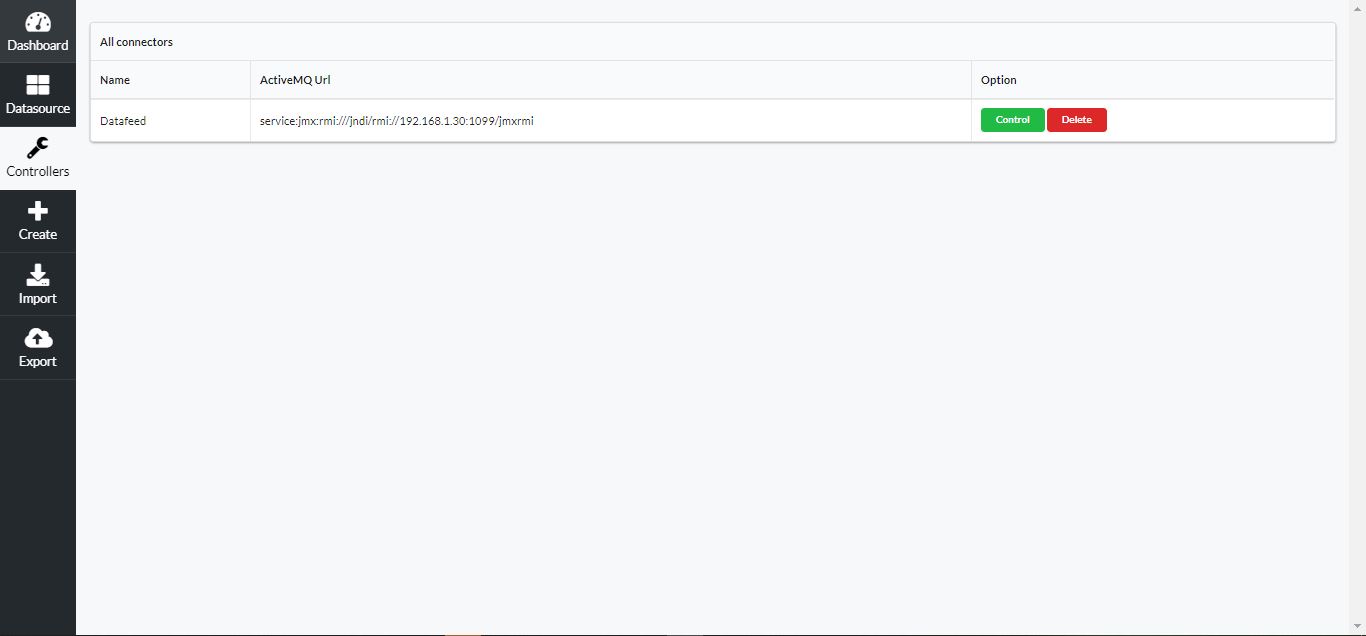 Dashboard
Datasource
Controllers
Create
Import
Export
All connectors
Name ActiveMQ Url Option
Datafeed service:jmx:rmi:///jndi/rmi://192.168.1.30:1099/jmxrmi Control Delete